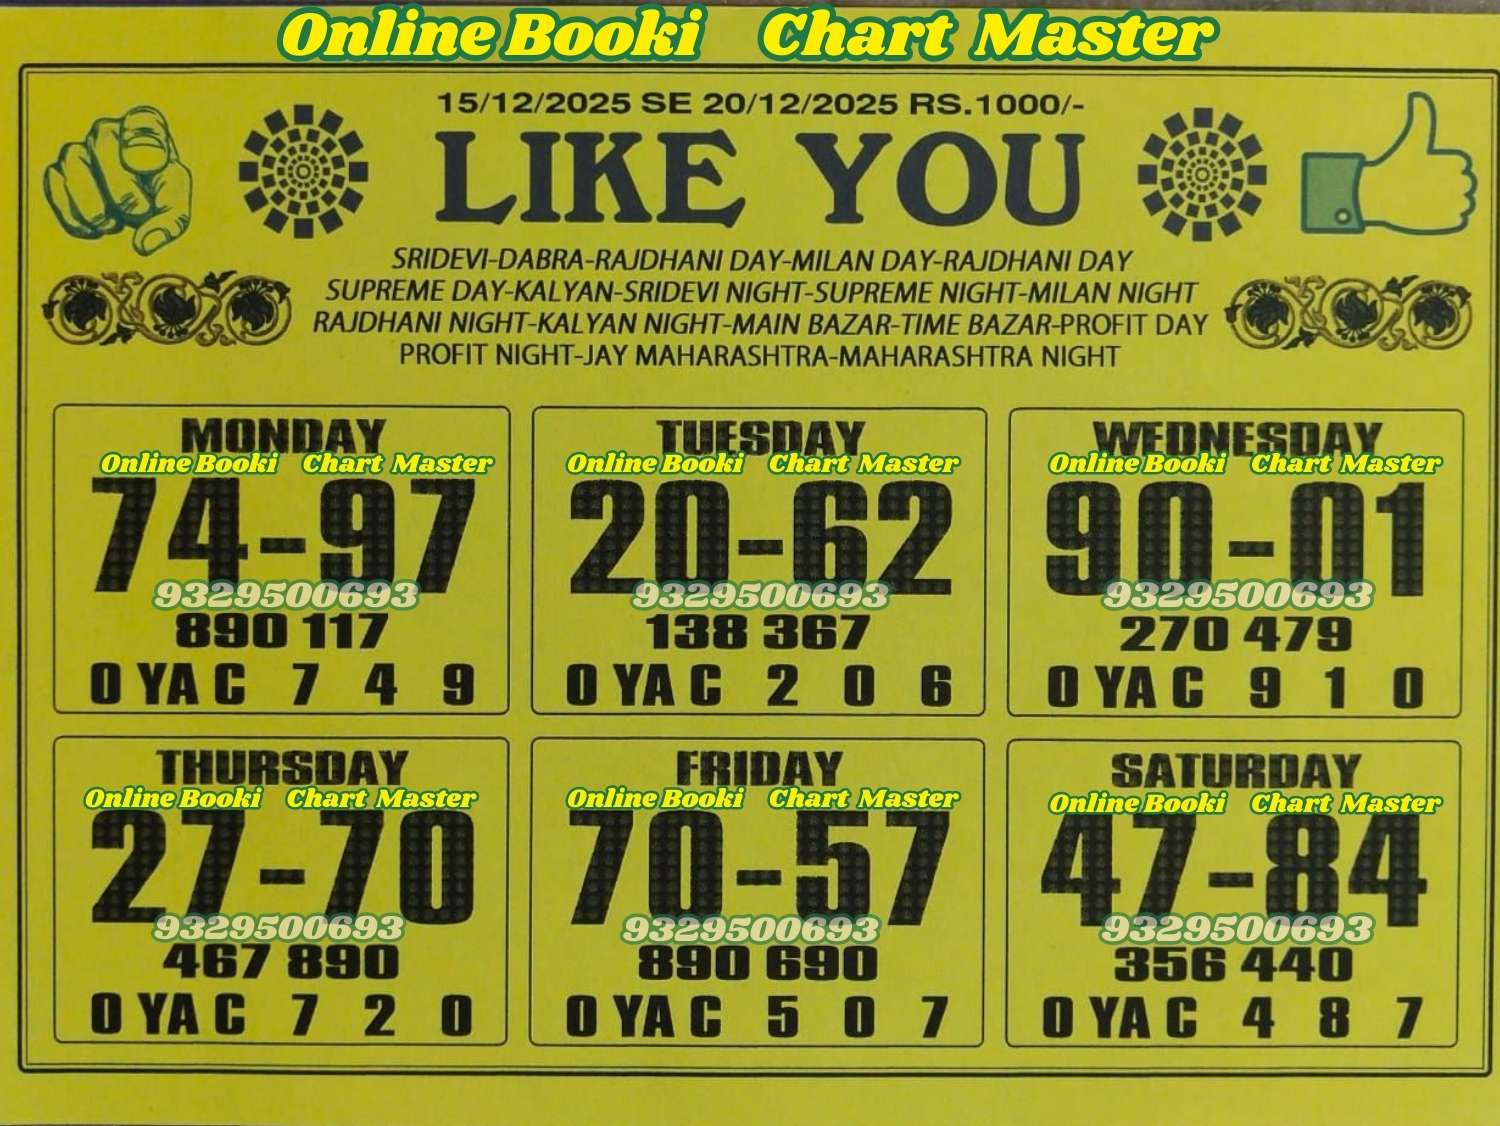 Online Booki Chart Master
15/12/2025 SE 20/12/2025 RS.1000/-
LIKE YOU
SRIDEVI-DABRA-RAJDHANI DAY-MILAN DAY-RAJDHANI DAY
SUPREME DAY-KALYAN-SRIDEVI NIGHT-SUPREME NIGHT-MILAN NIGHT
RAJDHANI NIGHT-KALYAN NIGHT-MAIN BAZAR-TIME BAZAR-PROFIT DAY
PROFIT NIGHT-JAY MAHARASHTRA-MAHARASHTRA NIGHT
MONDAY
Online Booki Chart Master
74-97
9329500693
890 117
O YA C 7 4 9
TUESDAY
Online Booki Chart Master
20-62
9329500693
138 367
O YA C 2 0 6
WEDNESDAY
Online Booki Chart Master
90-01
9329500693
270 479
O YA C 9 1 0
THURSDAY
Online Booki Chart Master
27-70
9329500693
467 890
O YA C 7 2 0
FRIDAY
Online Booki Chart Master
70-57
9329500693
890 690
O YA C 5 0 7
SATURDAY
Online Booki Chart Master
47-84
9329500693
356 440
O YA C 4 8 7